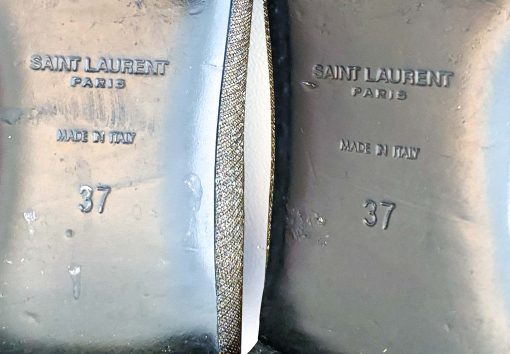 SAINT LAURENT
PARIS
MADE IN ITALY
37
SAINT LAURENT
PARIS
MADE IN ITALY
37